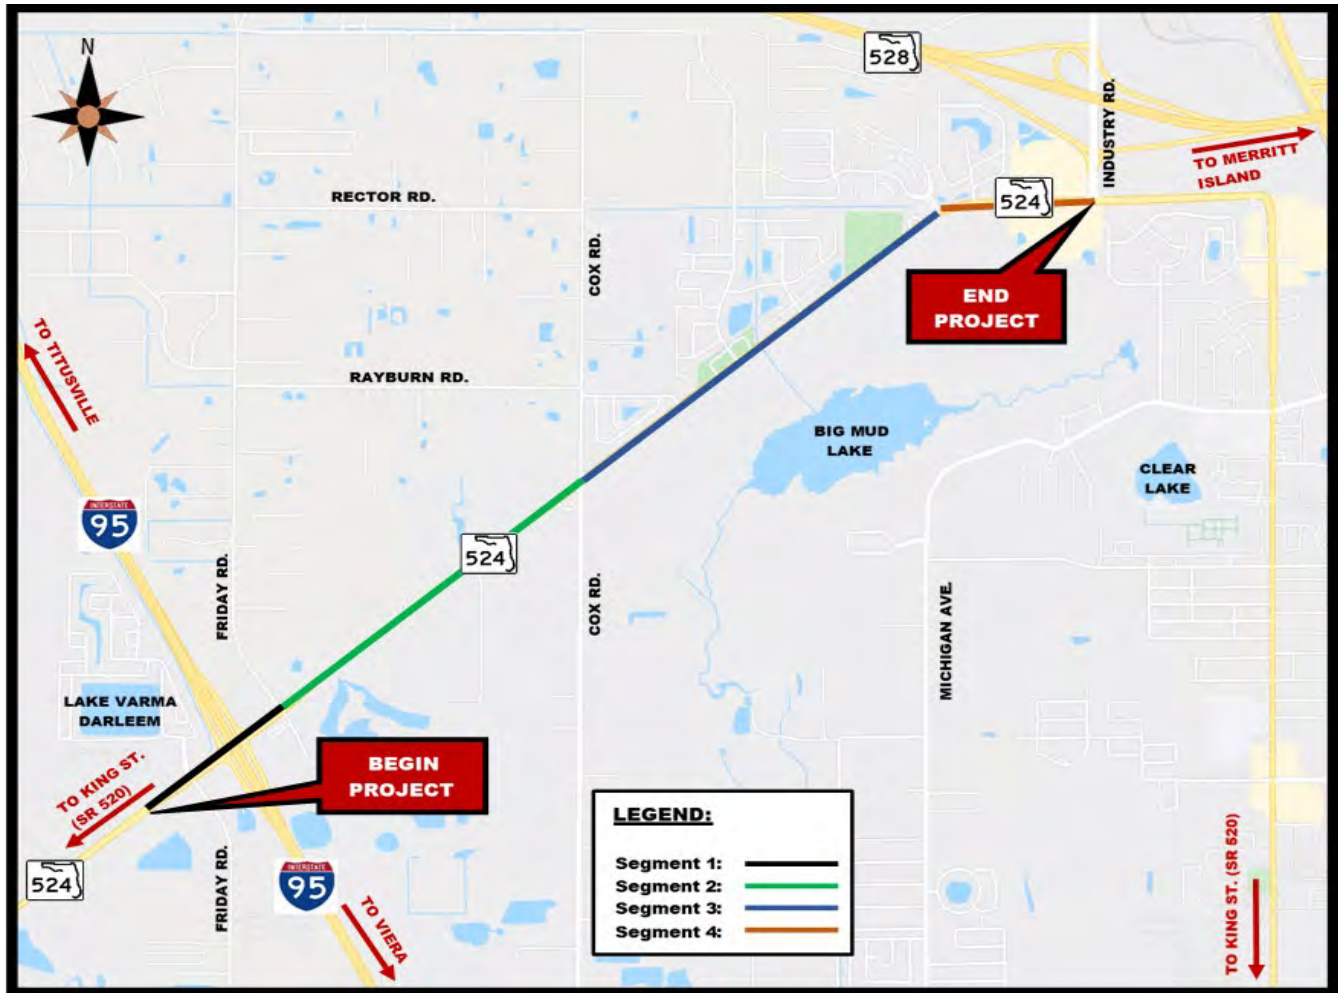 N
528
INDUSTRY RD.
TO MERRITT
ISLAND
RECTOR RD.
524
COX RD.
END
PROJECT
TO TITUSVILLE
RAYBURN RD.
BIG MUD
LAKE
CLEAR
LAKE
INTERSTATE
95
524
FRIDAY RD.
COX RD.
MICHIGAN AVE.
LAKE VARMA
DARLEEM
BEGIN
PROJECT
TO KING ST.
(SR 520)
LEGEND:
Segment 1:
Segment 2:
Segment 3:
Segment 4:
524
FRIDAY RD.
INTERSTATE
95
TO VIERA
TO KING ST. (SR 520)